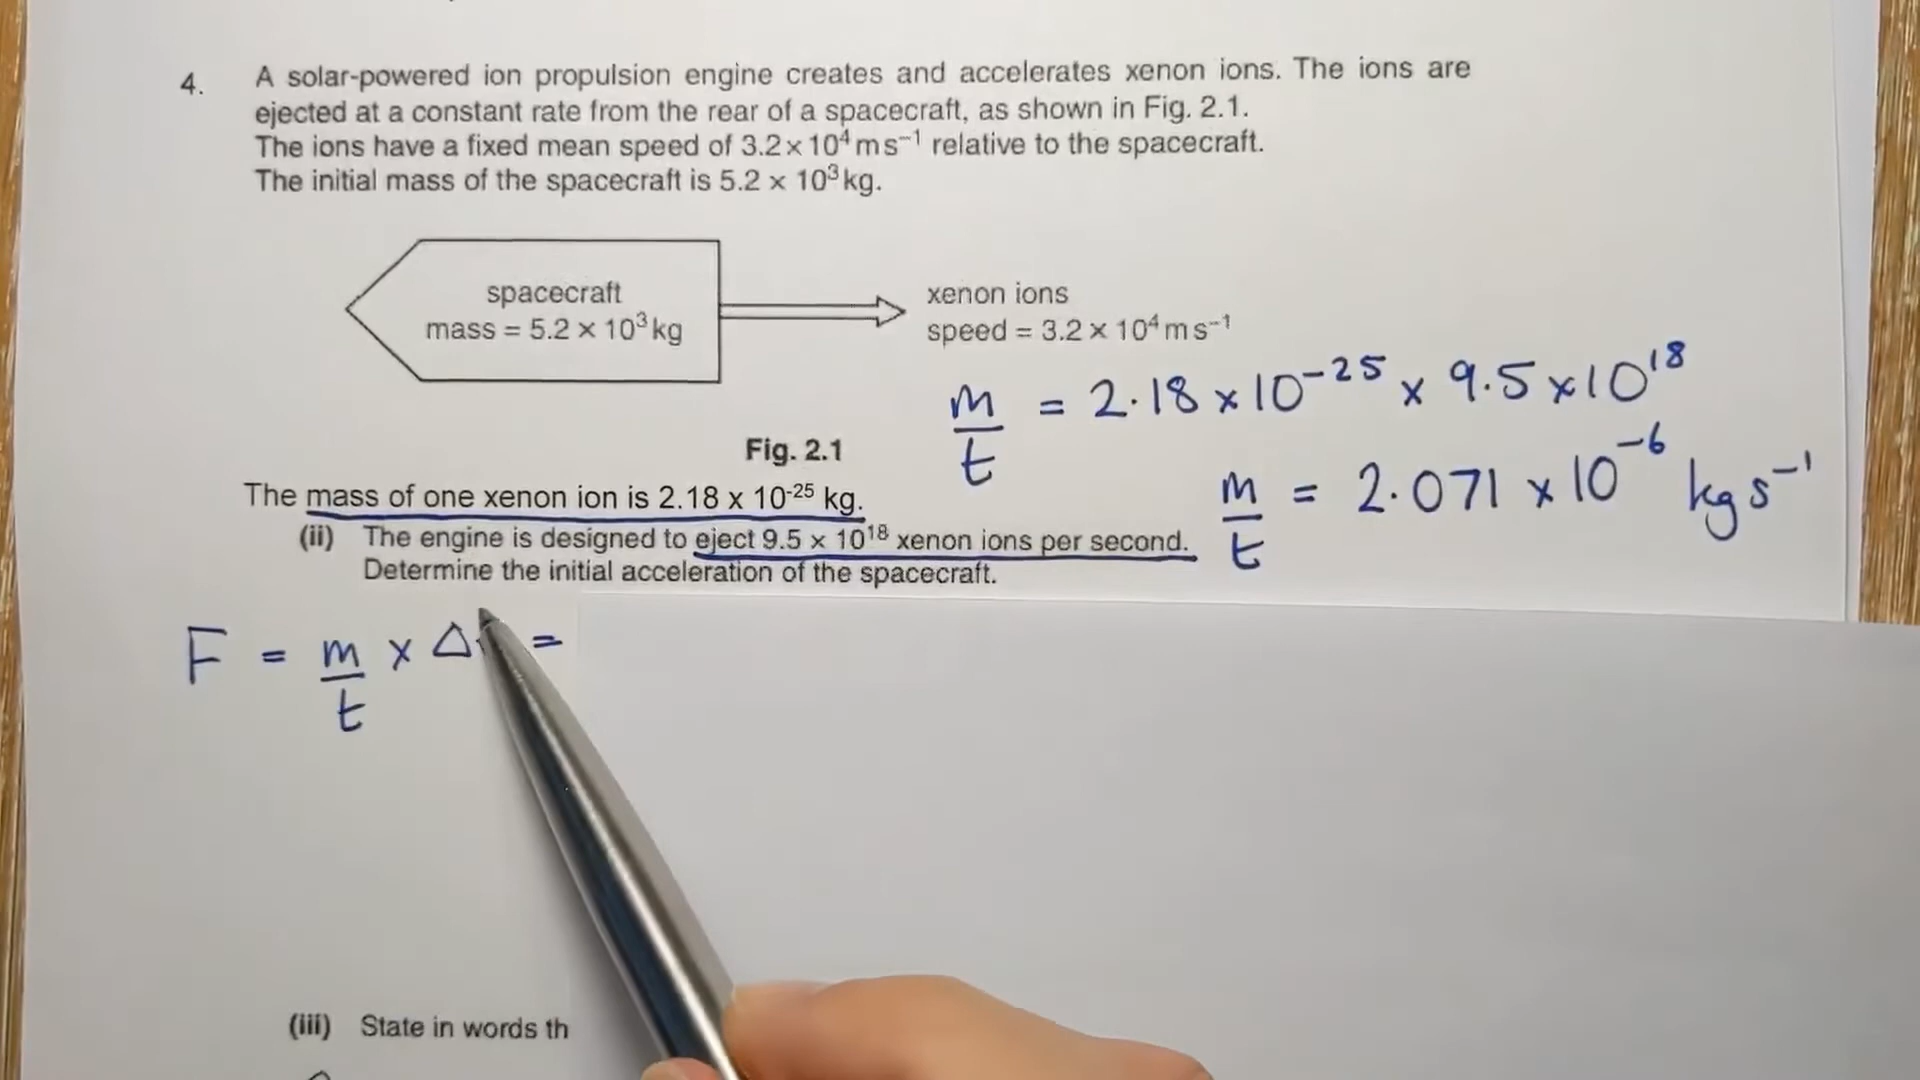 4. A solar-powered ion propulsion engine creates and accelerates xenon ions. The ions are
ejected at a constant rate from the rear of a spacecraft, as shown in Fig. 2.1.
The ions have a fixed mean speed of 3.2 × 10⁴ m s⁻¹ relative to the spacecraft.
The initial mass of the spacecraft is 5.2 × 10³ kg.
spacecraft
mass = 5.2 × 10³ kg
xenon ions
speed = 3.2 × 10⁴ m s⁻¹
m/t = 2.18 × 10⁻²⁵ × 9.5 × 10¹⁸
Fig. 2.1
m/t = 2.071 × 10⁻⁶ kg s⁻¹
The mass of one xenon ion is 2.18 x 10⁻²⁵ kg.
(ii) The engine is designed to eject 9.5 × 10¹⁸ xenon ions per second.
Determine the initial acceleration of the spacecraft.
F = m/t × Δ =
(iii) State in words th